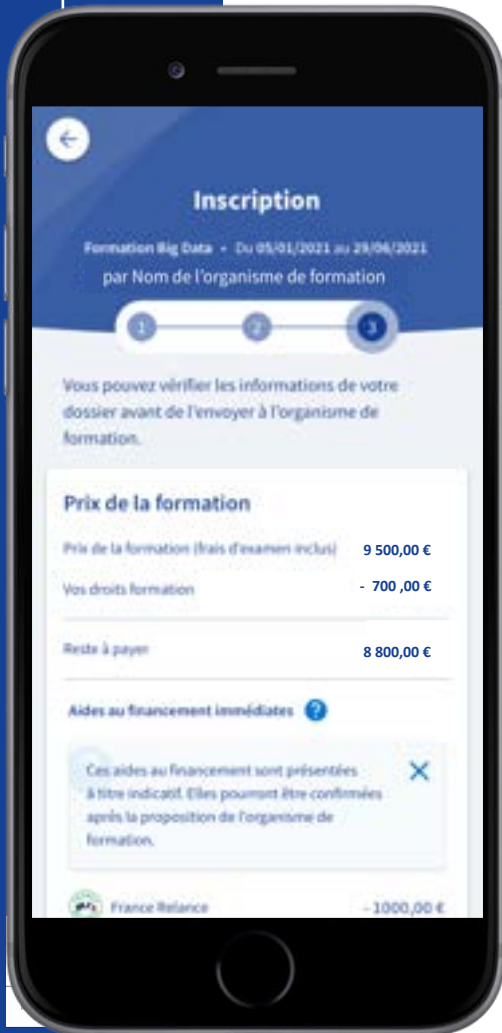 Inscription
Formation Big Data • Du 05/01/2021 au 29/06/2021
par Nom de l'organisme de formation
1 2 3
Vous pouvez vérifier les informations de votre
dossier avant de l'envoyer à l'organisme de
formation.
Prix de la formation
Prix de la formation (frais d'examen inclus) 9 500,00 €
Vos droits formation - 700 ,00 €
Reste à payer 8 800,00 €
Aides au financement immédiates ?
Ces aides au financement sont présentées
à titre indicatif. Elles pourront être confirmées
après la proposition de l'organisme de
formation.
France Relance - 1000,00 €